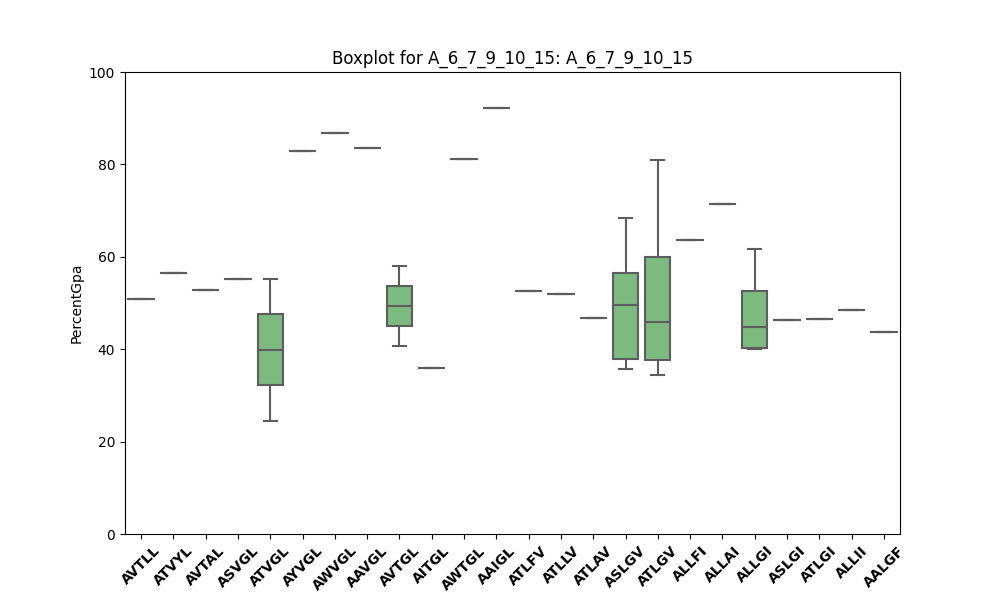 Boxplot for A_6_7_9_10_15: A_6_7_9_10_15
PercentGpa
100
80
60
40
20
0
AVTLL
ATVYL
AVTAL
ASVGL
ATVGL
AYVGL
AWVGL
AAVGL
AVTGL
AITGL
AWTGL
AAIGL
ATLFV
ATLLV
ATLAV
ASLGV
ATLGV
ALLFI
ALLAI
ALLGI
ASLGI
ATLGI
ALLII
AALGF